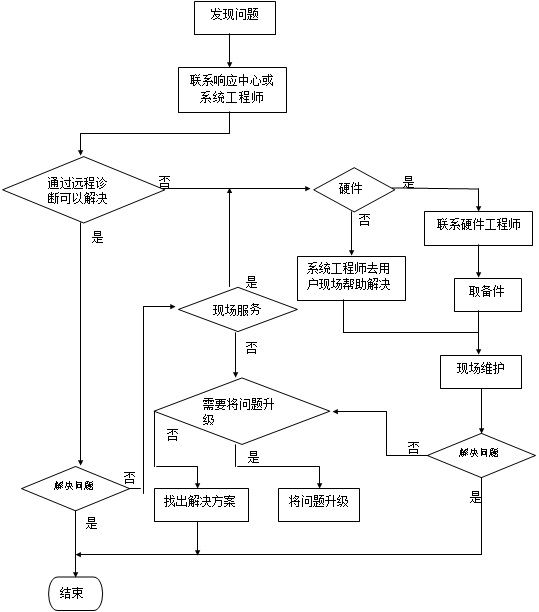 发现问题
联系响应中心或
系统工程师
通过远程诊
断可以解决
否
硬件
是
是
否
联系硬件工程师
系统工程师去用
户现场帮助解决
取备件
是
现场服务
否
现场维护
需要将问题升
级
否
是
否
解决问题
解决问题
否
找出解决方案
将问题升级
是
是
结束